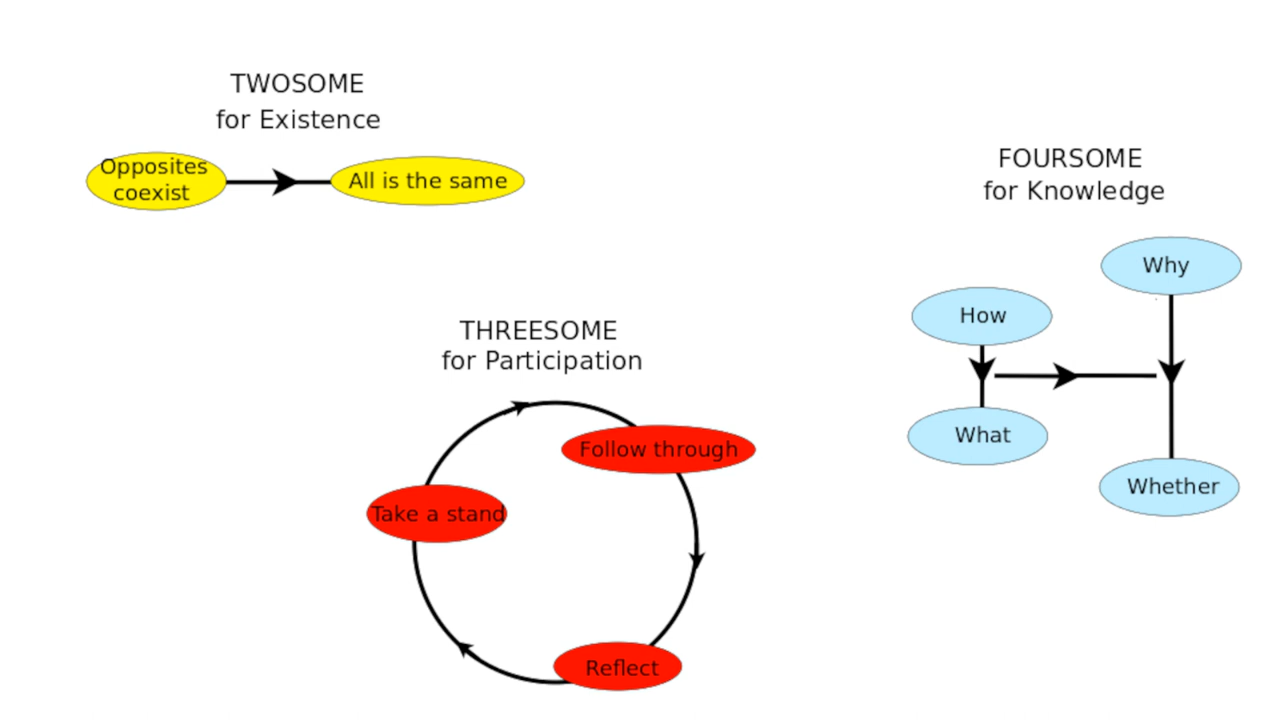 TWOSOME
for Existence
Opposites
coexist
All is the same
FOURSOME
for Knowledge
Why
How
What
Whether
THREESOME
for Participation
Follow through
Take a stand
Reflect